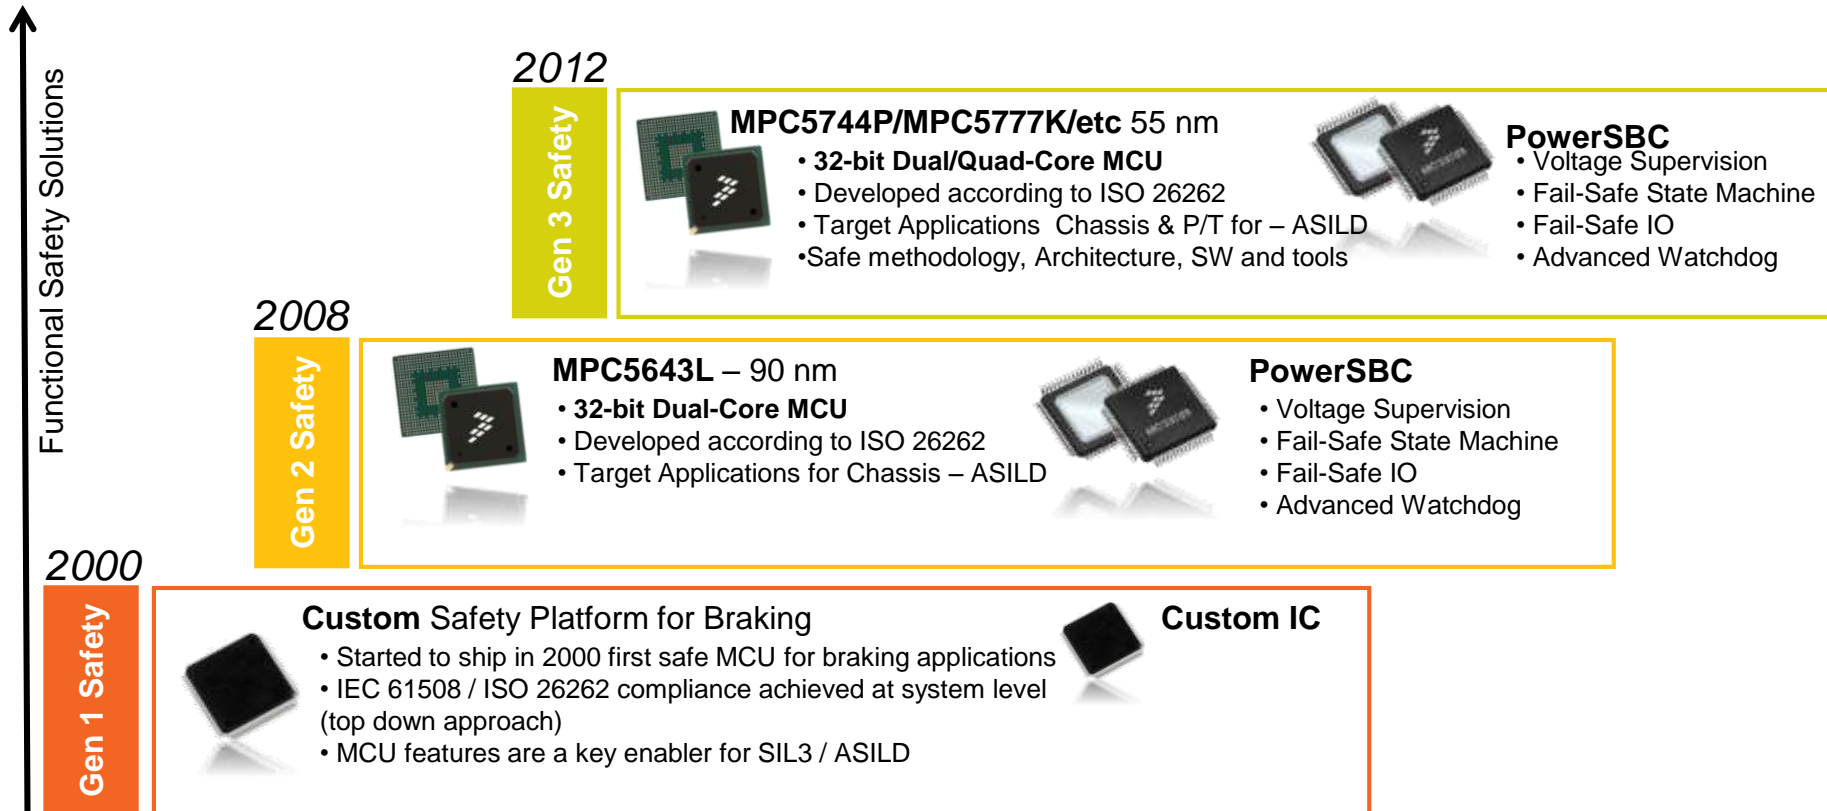 Functional Safety Solutions
2012
Gen 3 Safety
MPC5744P/MPC5777K/etc 55 nm
• 32-bit Dual/Quad-Core MCU
• Developed according to ISO 26262
• Target Applications  Chassis & P/T for – ASILD
•Safe methodology, Architecture, SW and tools
PowerSBC
• Voltage Supervision
• Fail-Safe State Machine
• Fail-Safe IO
• Advanced Watchdog
2008
Gen 2 Safety
MPC5643L – 90 nm
• 32-bit Dual-Core MCU
• Developed according to ISO 26262
• Target Applications for Chassis – ASILD
PowerSBC
• Voltage Supervision
• Fail-Safe State Machine
• Fail-Safe IO
• Advanced Watchdog
2000
Gen 1 Safety
Custom Safety Platform for Braking
• Started to ship in 2000 first safe MCU for braking applications
• IEC 61508 / ISO 26262 compliance achieved at system level
(top down approach)
• MCU features are a key enabler for SIL3 / ASILD
Custom IC